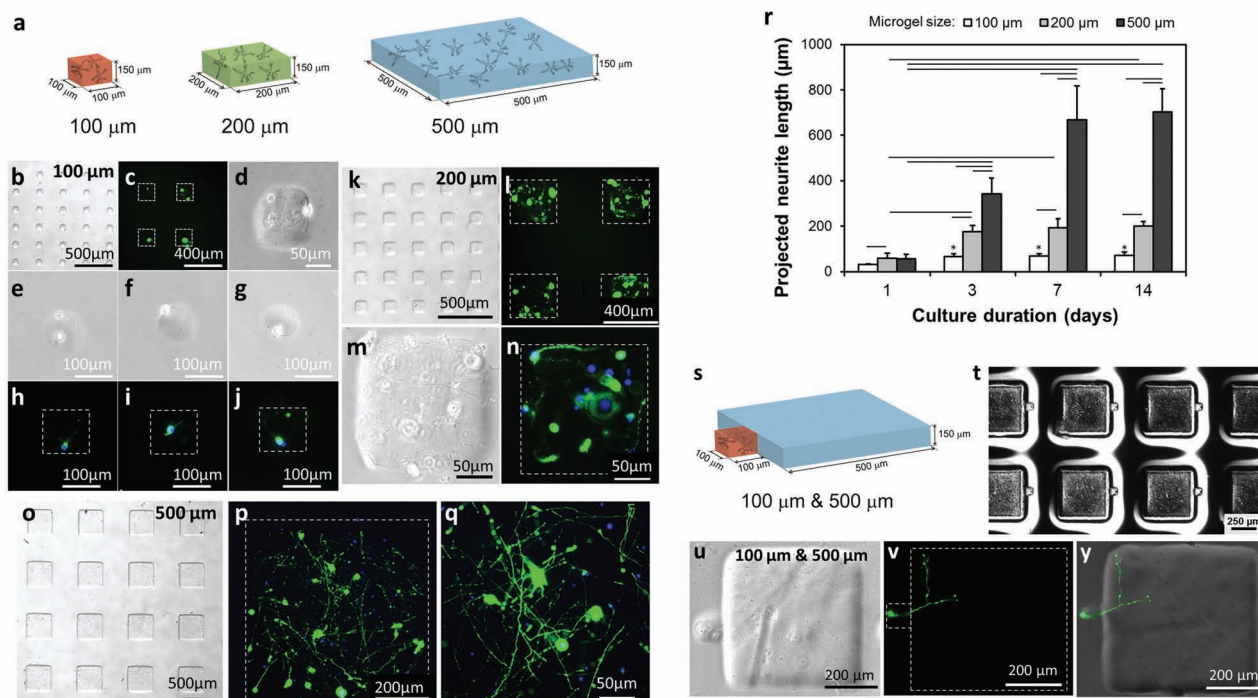 a
150 μm
100 μm
100 μm
100 μm
200 μm
200 μm
150 μm
200 μm
500 μm
500 μm
150 μm
500 μm
b
100 μm
500μm
c
400μm
d
50μm
e
100μm
f
100μm
g
100μm
h
100μm
i
100μm
j
100μm
k
200 μm
500μm
l
400μm
m
50μm
n
50μm
o
500 μm
500μm
p
200μm
q
50μm
r
Microgel size: 100 μm 200 μm 500 μm
Projected neurite length (μm)
1000
800
600
400
200
0
* * *
1 3 7 14
Culture duration (days)
s
150 μm
100 μm
100 μm
500 μm
100 μm & 500 μm
t
250 μm
u
100 μm & 500 μm
200 μm
v
200 μm
y
200 μm